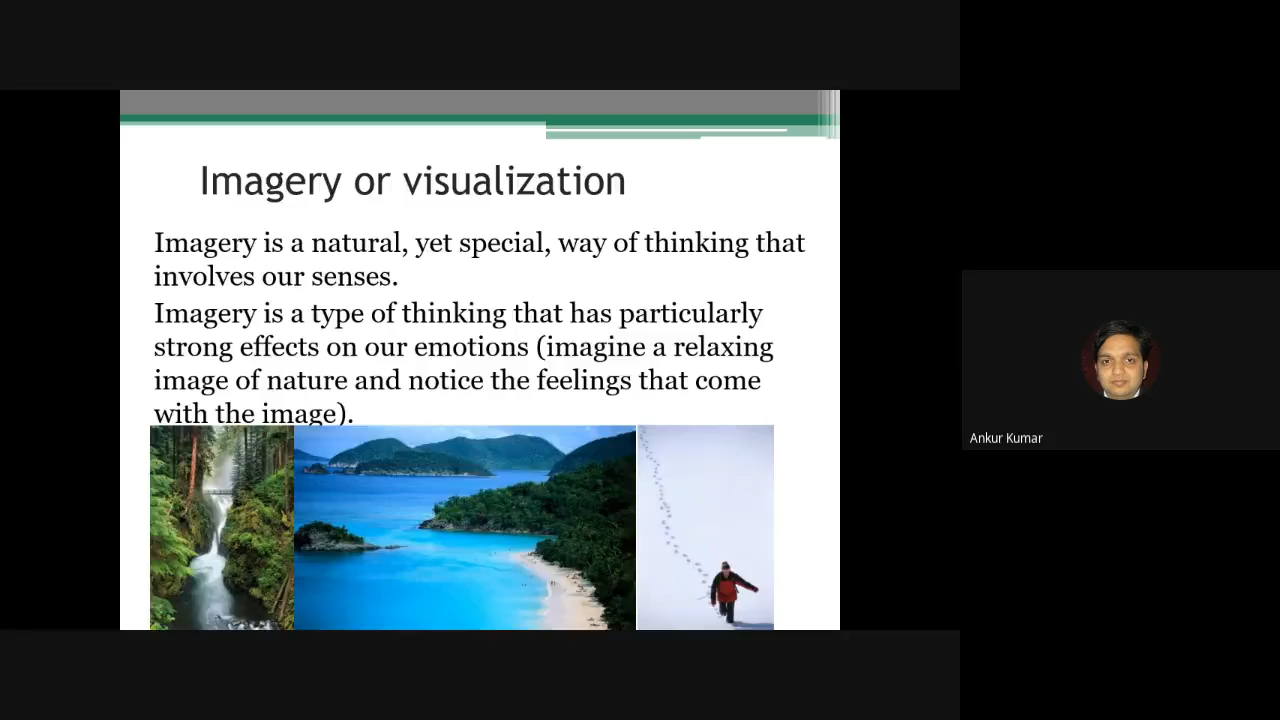 Imagery or visualization
Imagery is a natural, yet special, way of thinking that
involves our senses.
Imagery is a type of thinking that has particularly
strong effects on our emotions (imagine a relaxing
image of nature and notice the feelings that come
with the image).
Ankur Kumar